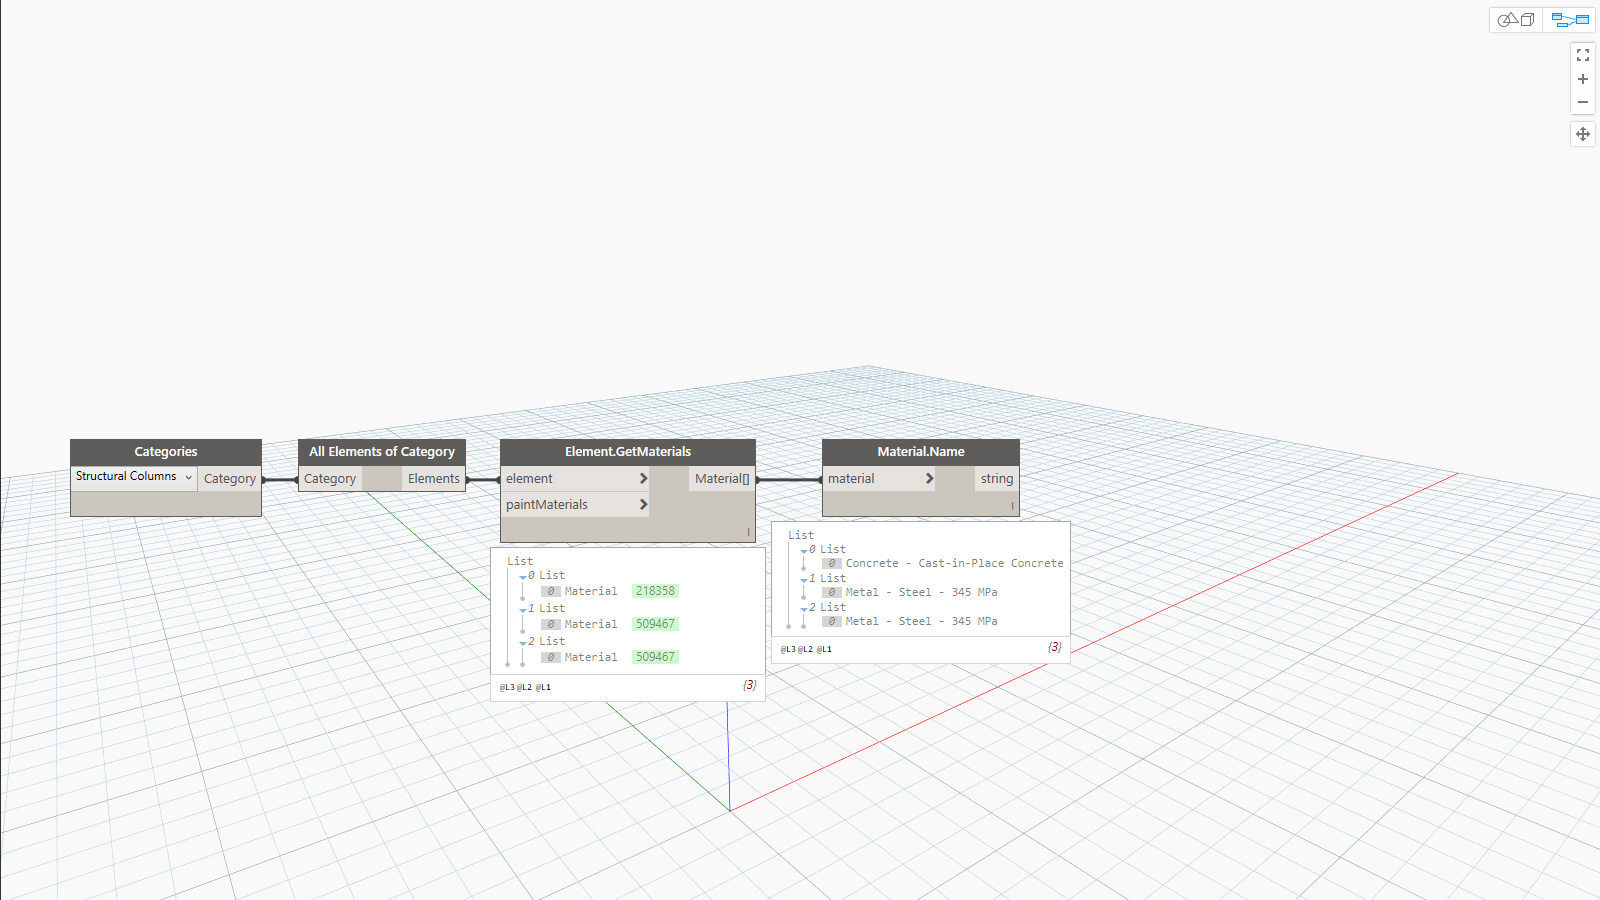 Categories
Structural Columns
Category
All Elements of Category
Category
Elements
Element.GetMaterials
element
Material[]
paintMaterials
Material.Name
material
string
List
0 List
0 Material 218358
1 List
0 Material 509467
2 List
0 Material 509467
@L3 @L2 @L1
{3}
List
0 List
0 Concrete - Cast-in-Place Concrete
1 List
0 Metal - Steel - 345 MPa
2 List
0 Metal - Steel - 345 MPa
@L3 @L2 @L1
{3}